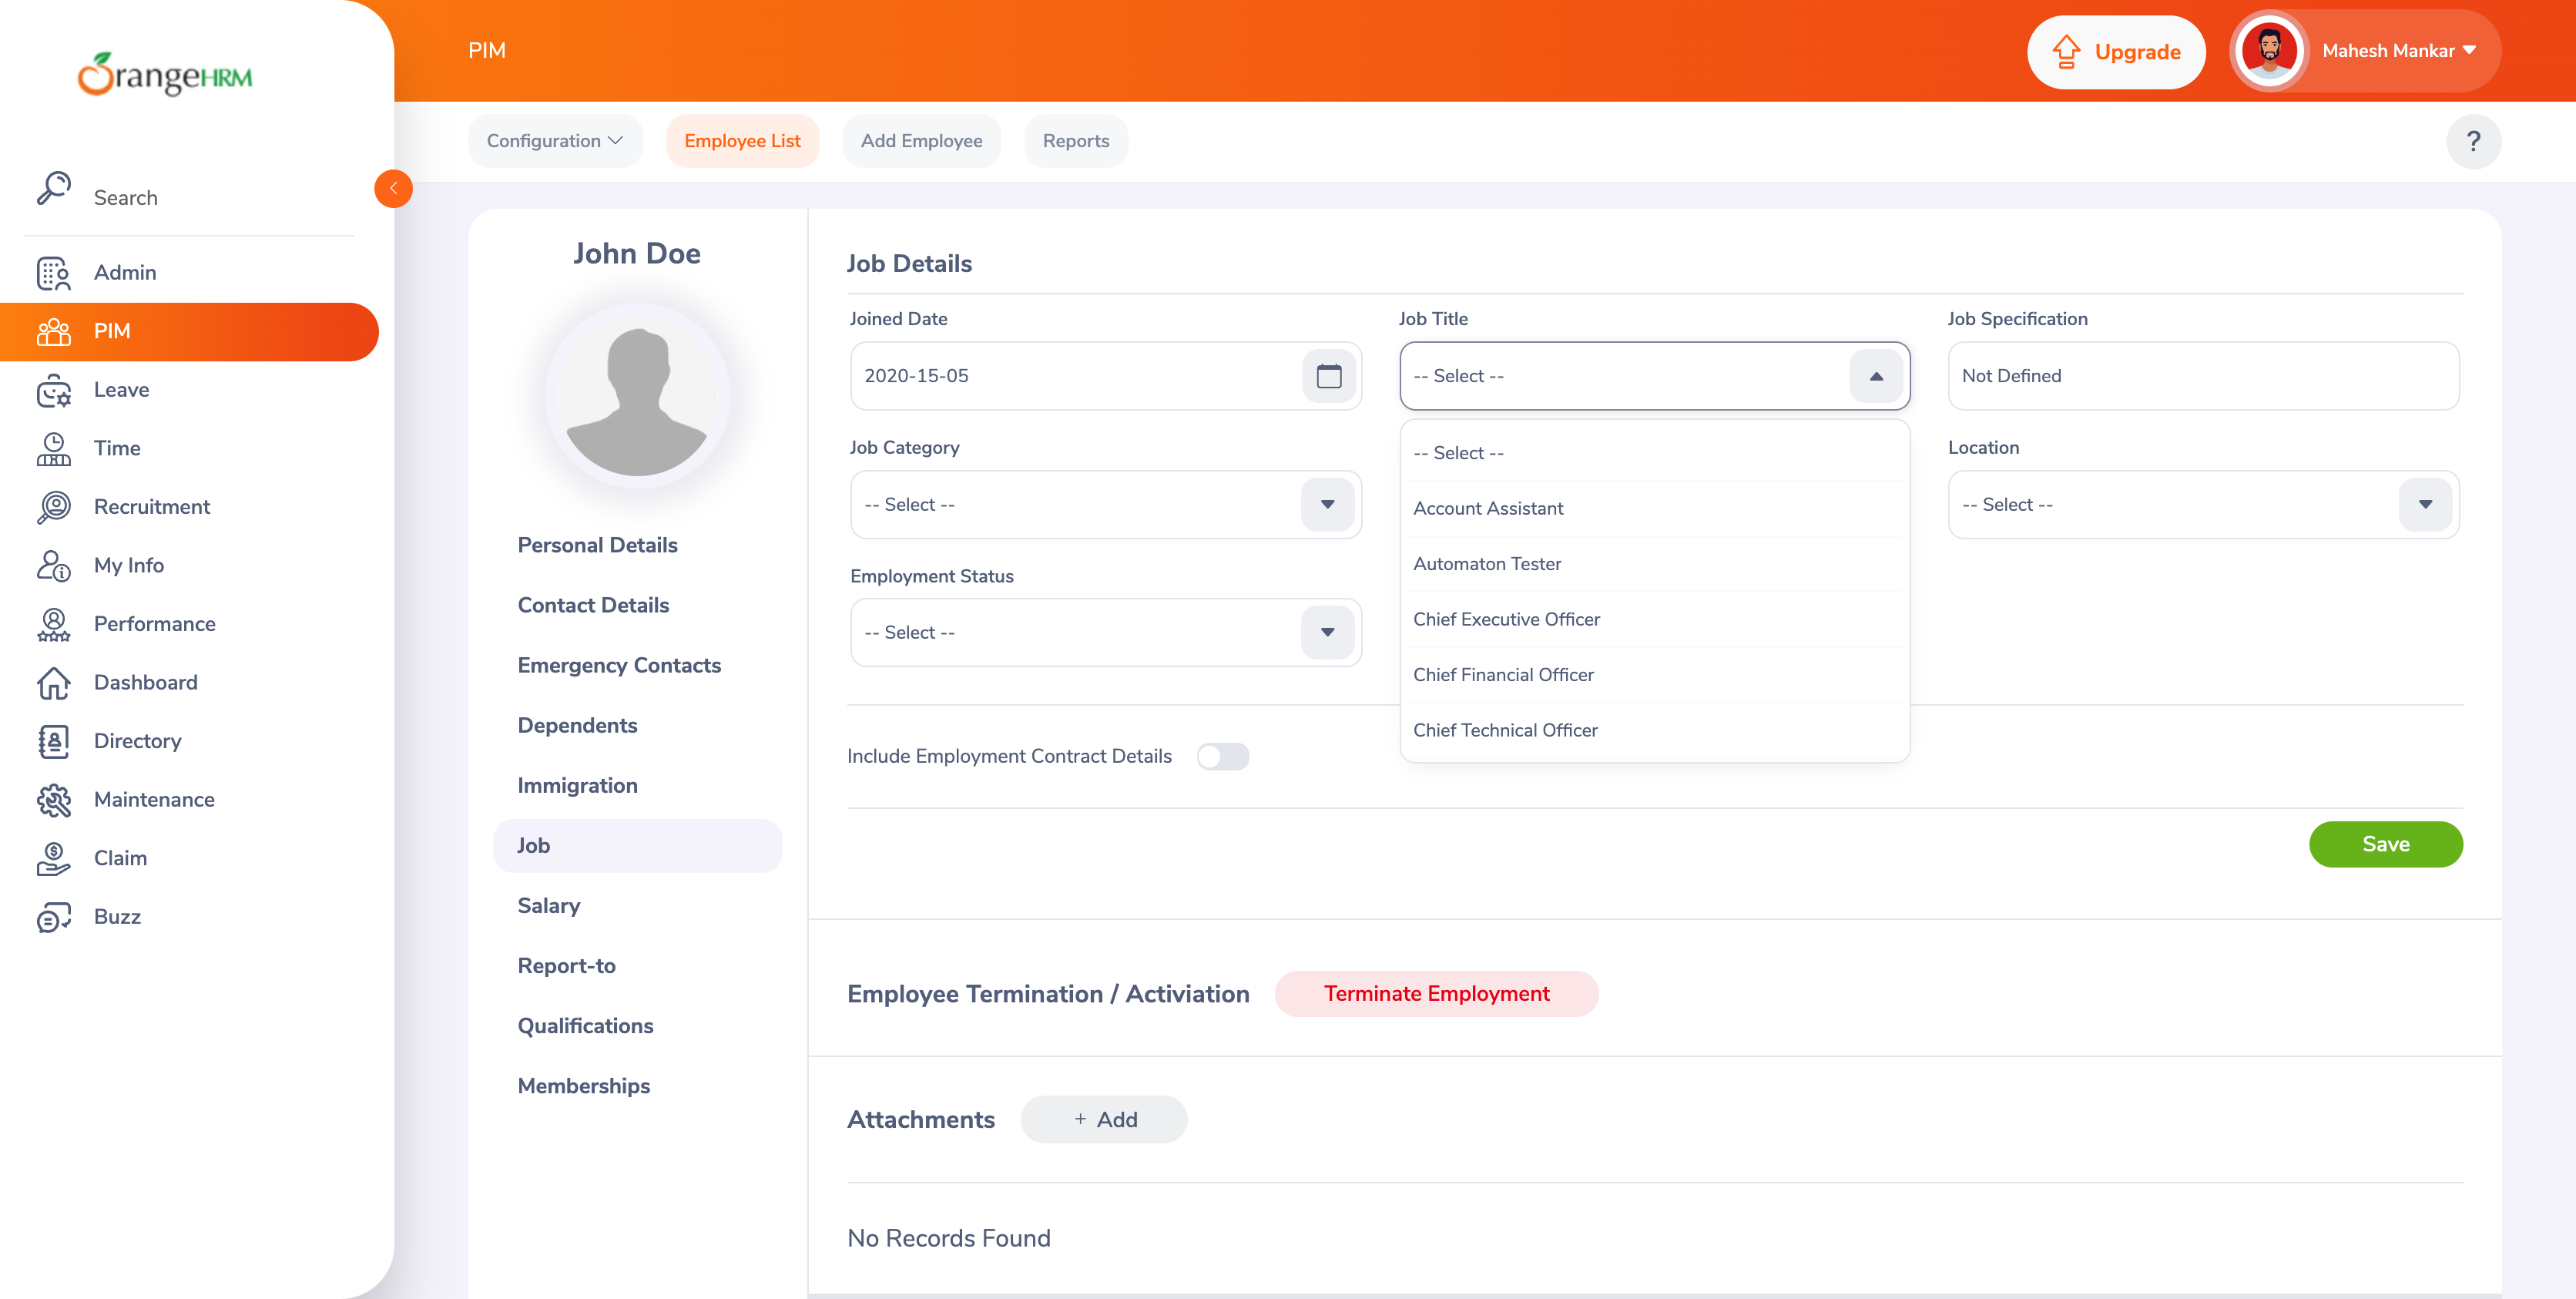 OrangeHRM
Search
Admin
PIM
Leave
Time
Recruitment
My Info
Performance
Dashboard
Directory
Maintenance
Claim
Buzz
PIM
Upgrade
Mahesh Mankar
Configuration
Employee List
Add Employee
Reports
?
John Doe
Personal Details
Contact Details
Emergency Contacts
Dependents
Immigration
Job
Salary
Report-to
Qualifications
Memberships
Job Details
Joined Date
2020-15-05
Job Title
-- Select --
Job Specification
Not Defined
Job Category
-- Select --
-- Select --
Account Assistant
Automaton Tester
Chief Executive Officer
Chief Financial Officer
Chief Technical Officer
Location
-- Select --
Employment Status
-- Select --
Include Employment Contract Details
Save
Employee Termination / Activiation
Terminate Employment
Attachments
+ Add
No Records Found